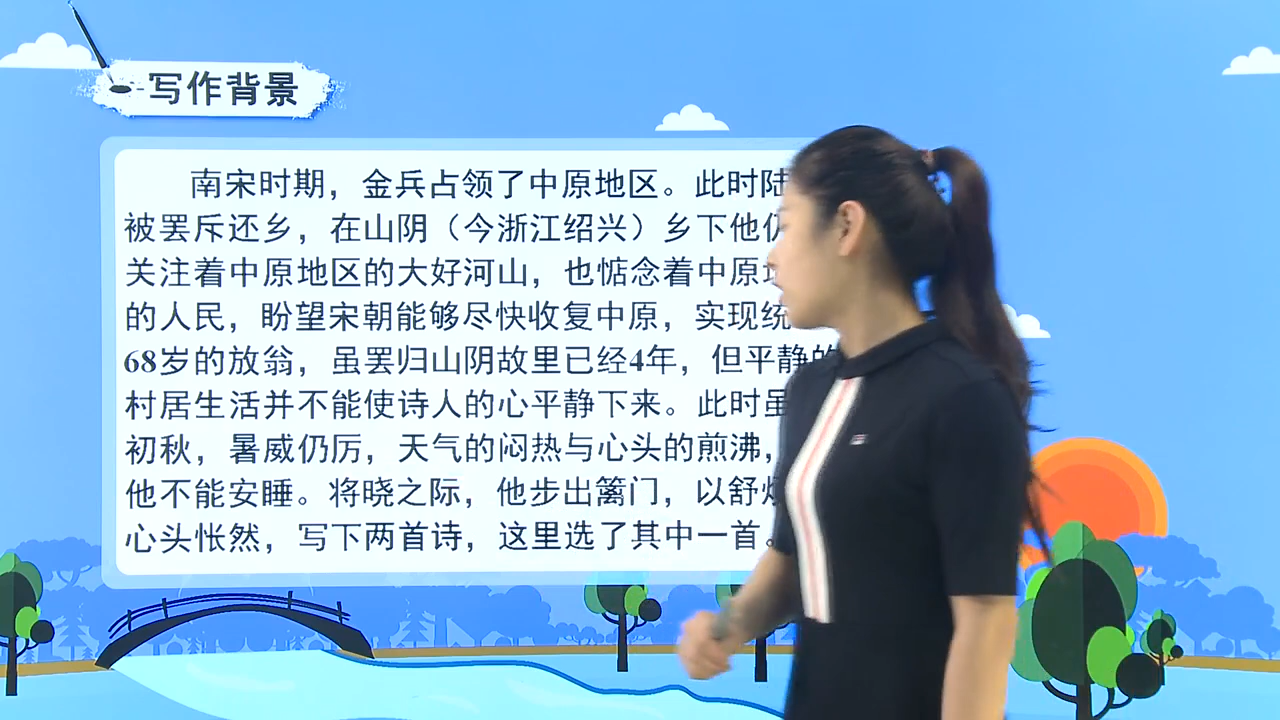 写作背景
南宋时期，金兵占领了中原地区。此时陆
被罢斥还乡，在山阴（今浙江绍兴）乡下他
关注着中原地区的大好河山，也惦念着中原
的人民，盼望宋朝能够尽快收复中原，实现统
68岁的放翁，虽罢归山阴故里已经4年，但平静的
村居生活并不能使诗人的心平静下来。此时虽
初秋，暑威仍厉，天气的闷热与心头的煎沸，
他不能安睡。将晓之际，他步出篱门，以舒
心头怅然，写下两首诗，这里选了其中一首。